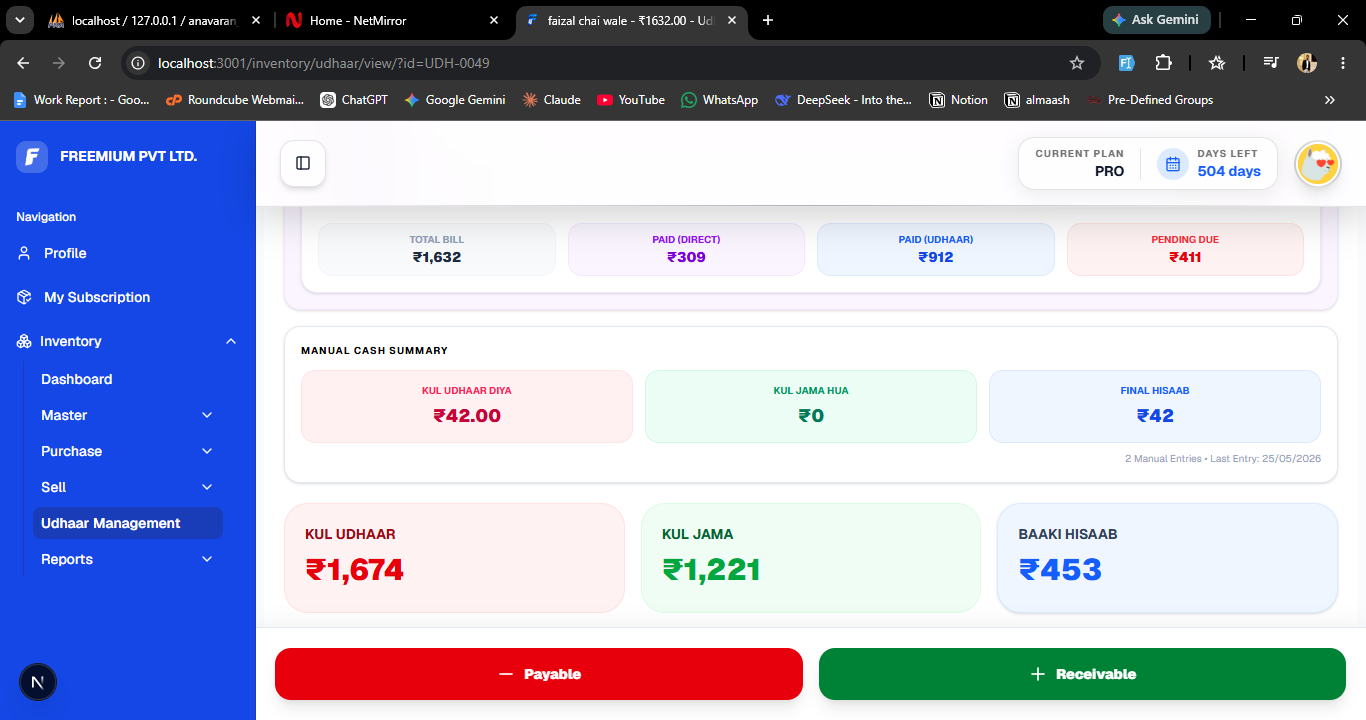 localhost / 127.0.0.1 / anavaran
Home - NetMirror
faizal chai wale - ₹1632.00 - Ud
Ask Gemini
localhost:3001/inventory/udhaar/view/?id=UDH-0049
Work Report : - Goo...
Roundcube Webmai...
ChatGPT
Google Gemini
Claude
YouTube
WhatsApp
DeepSeek - Into the...
Notion
almaash
Pre-Defined Groups
FREEMIUM PVT LTD.
CURRENT PLAN
PRO
DAYS LEFT
504 days
Navigation
Profile
My Subscription
Inventory
Dashboard
Master
Purchase
Sell
Udhaar Management
Reports
TOTAL BILL
₹1,632
PAID (DIRECT)
₹309
PAID (UDHAAR)
₹912
PENDING DUE
₹411
MANUAL CASH SUMMARY
KUL UDHAAR DIYA
₹42.00
KUL JAMA HUA
₹0
FINAL HISAAB
₹42
2 Manual Entries • Last Entry: 25/05/2026
KUL UDHAAR
₹1,674
KUL JAMA
₹1,221
BAAKI HISAAB
₹453
Payable
Receivable
N